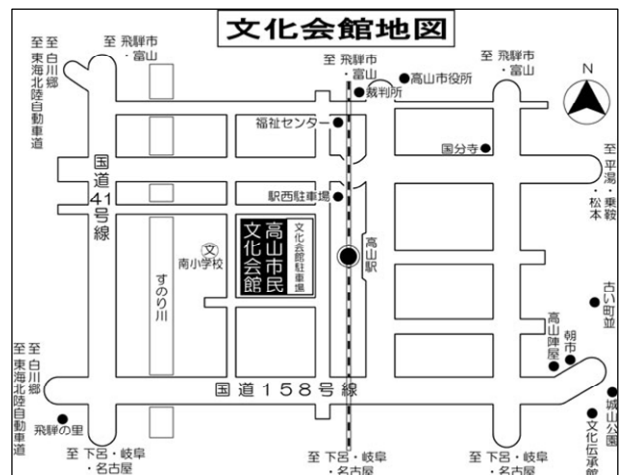 文化会館地図
至 飛騨市
・富山
至 飛騨市
・富山
至 飛騨市
・富山
至 白川郷
至 東海北陸自動車道
高山市役所
裁判所
N
福祉センター
国分寺
至 平湯・乗鞍
・松本
国道41号線
駅西駐車場
文化会館駐車場
高山市民
文化会館
高山駅
文
南小学校
すのり川
古い町並
朝市
高山陣屋
国道158号線
至 白川郷
至 東海北陸自動車道
飛騨の里
城山公園
文化伝承館
至 下呂・岐阜
・名古屋
至 下呂・岐阜
・名古屋
至 下呂・岐阜
・名古屋